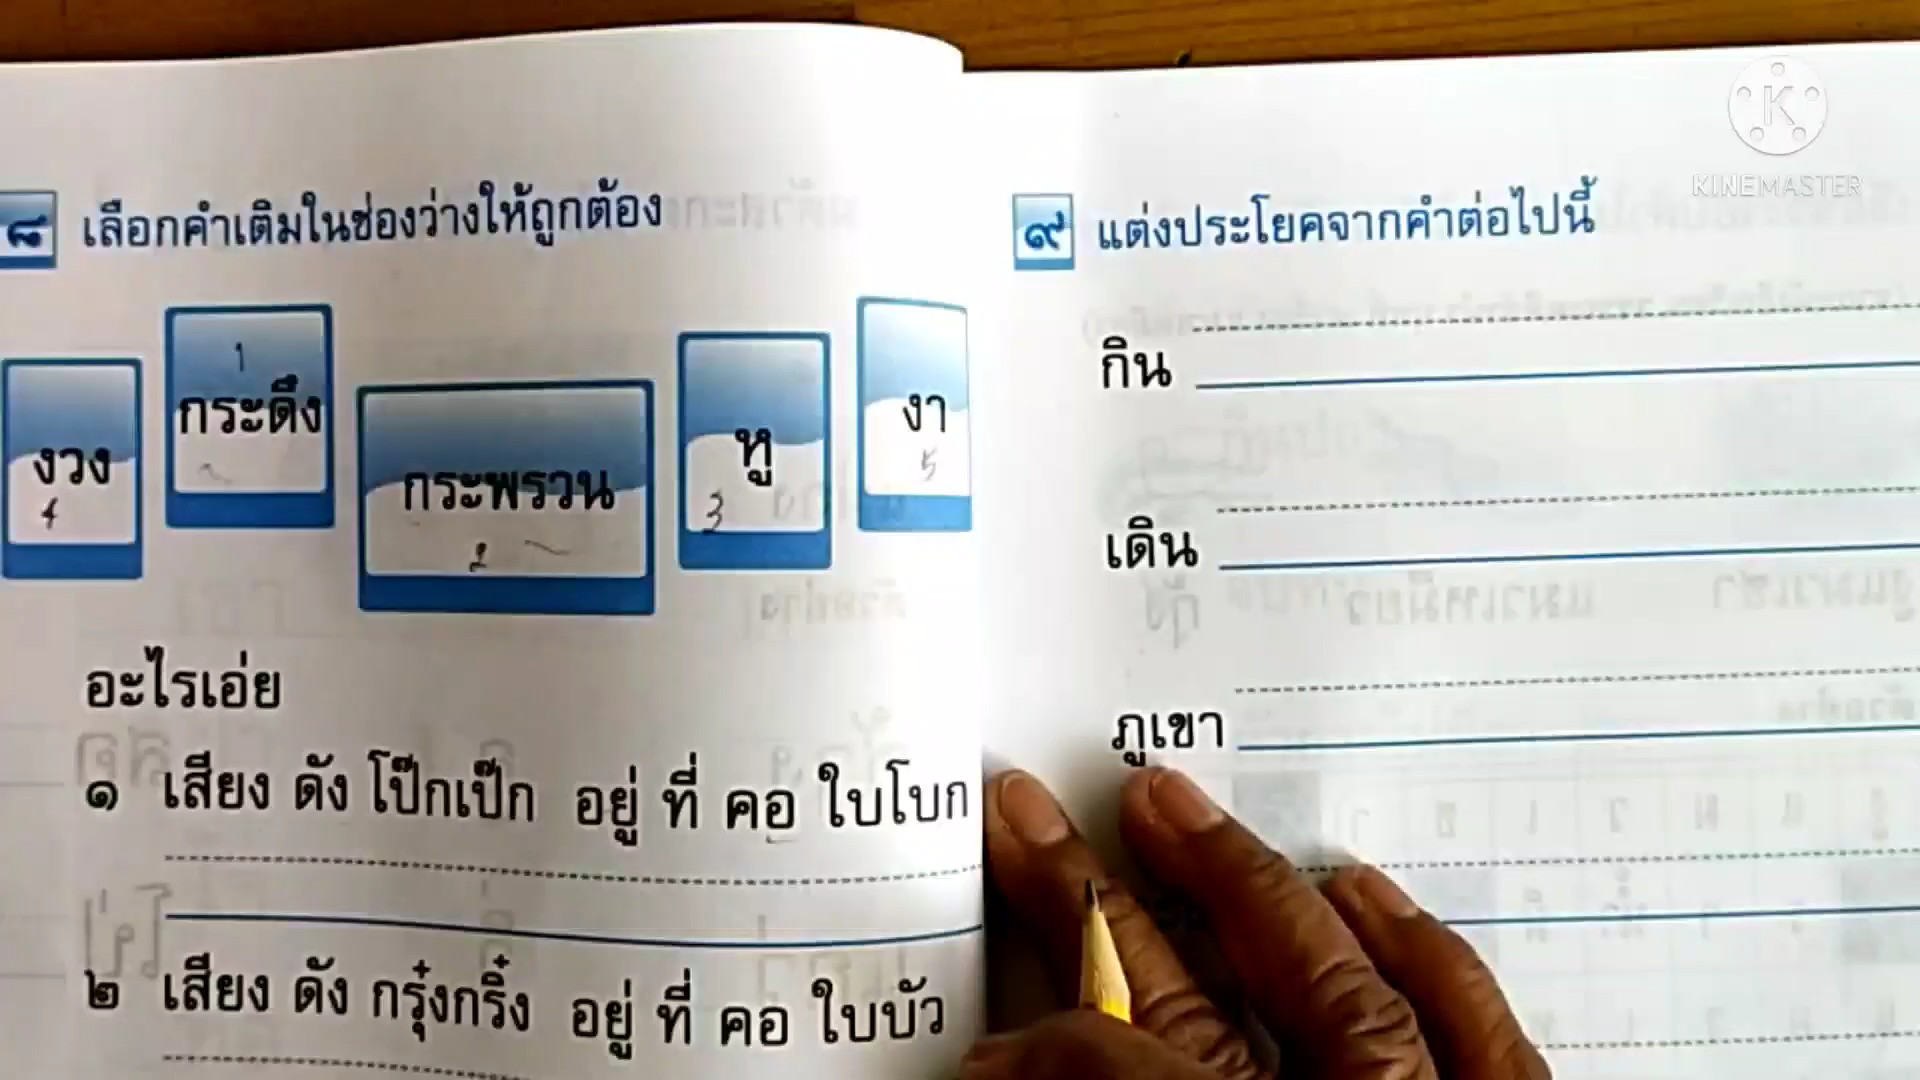 ๘ เลือกคำเติมในช่องว่างให้ถูกต้อง
งวง
4
1
กระดึง
กระพรวน
2
หู
3
งา
5
อะไรเอ่ย
๑ เสียง ดัง โป๊กเป๊ก อยู่ ที่ คอ ใบโบก
๒ เสียง ดัง กรุ๋งกริ๋ง อยู่ ที่ คอ ใบบัว
๙ แต่งประโยคจากคำต่อไปนี้
กิน
เดิน
ภูเขา
K
KINEMASTER